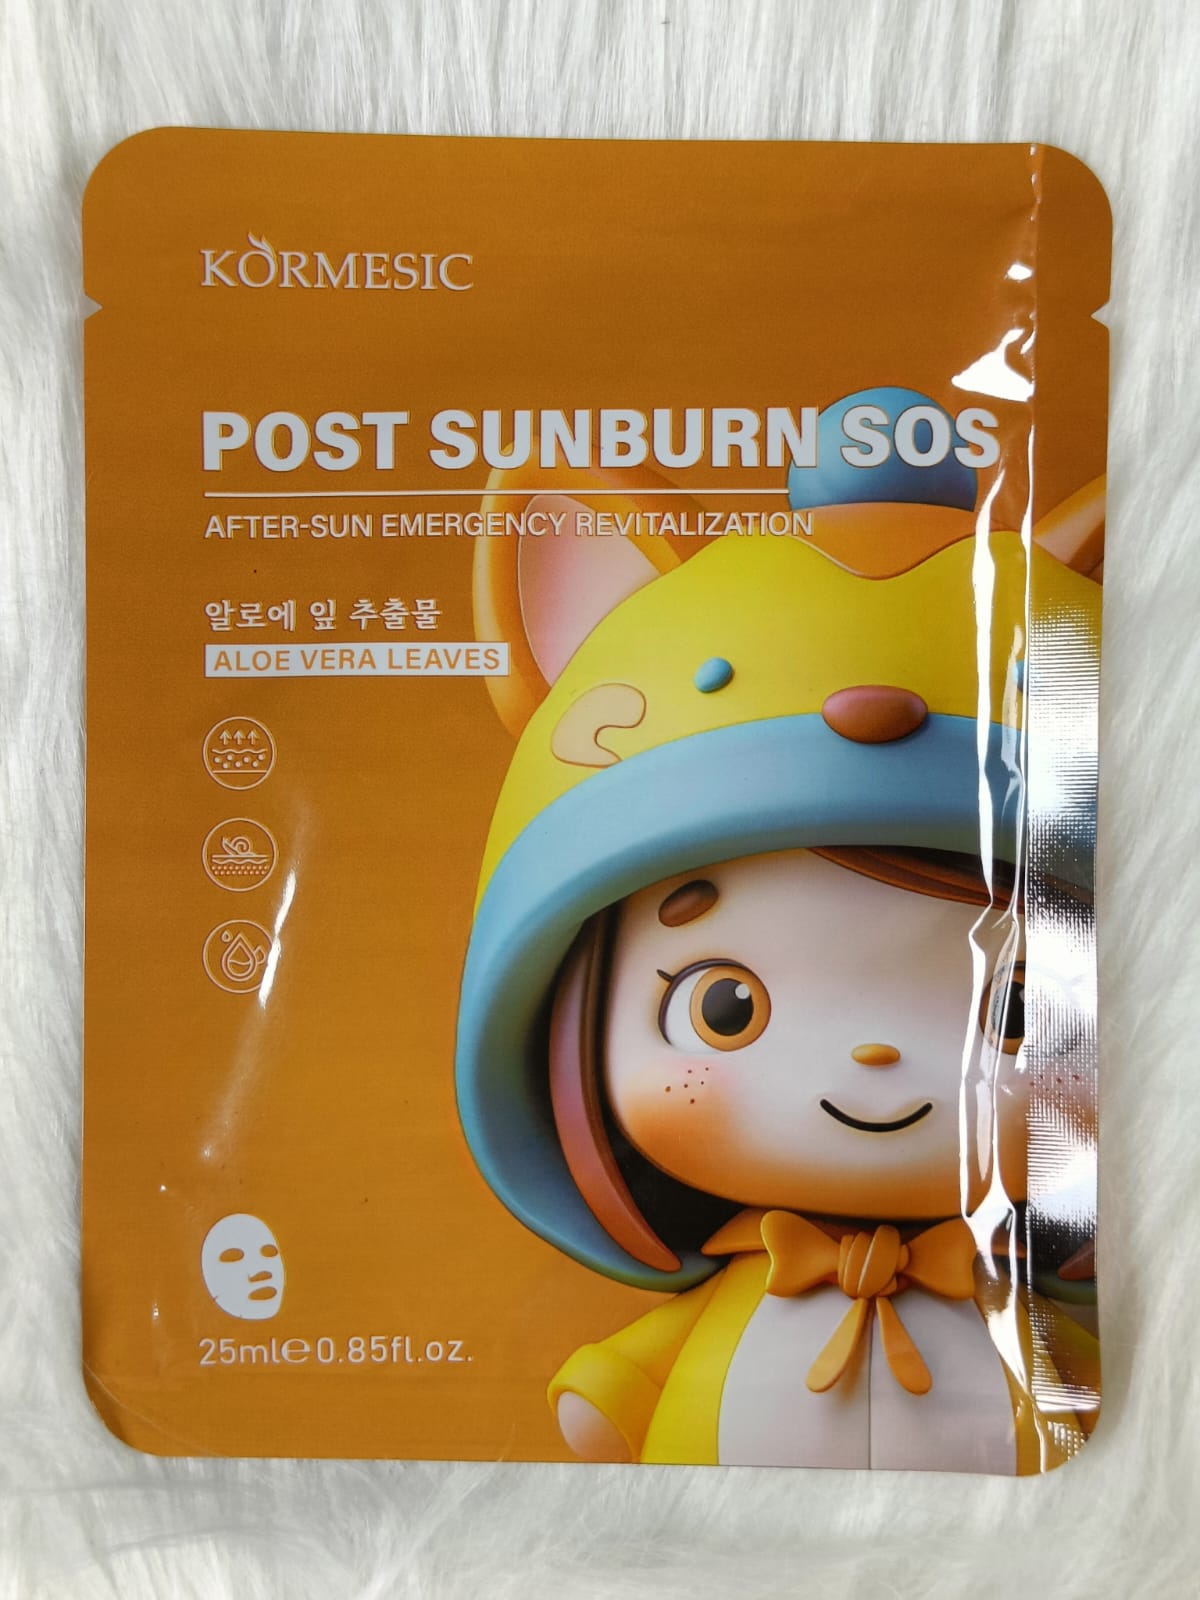 KORMESIC
POST SUNBURN SOS
AFTER-SUN EMERGENCY REVITALIZATION
알로에 잎 추출물
ALOE VERA LEAVES
25ml℮0.85fl.oz.